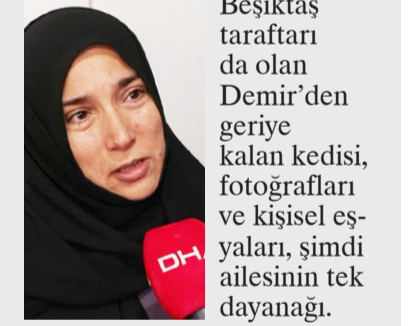 Beşiktaş
taraftarı
da olan
Demir’den
geriye
kalan kedisi,
fotoğrafları
ve kişisel eş-
yaları, şimdi
ailesinin tek
dayanağı.
DHA